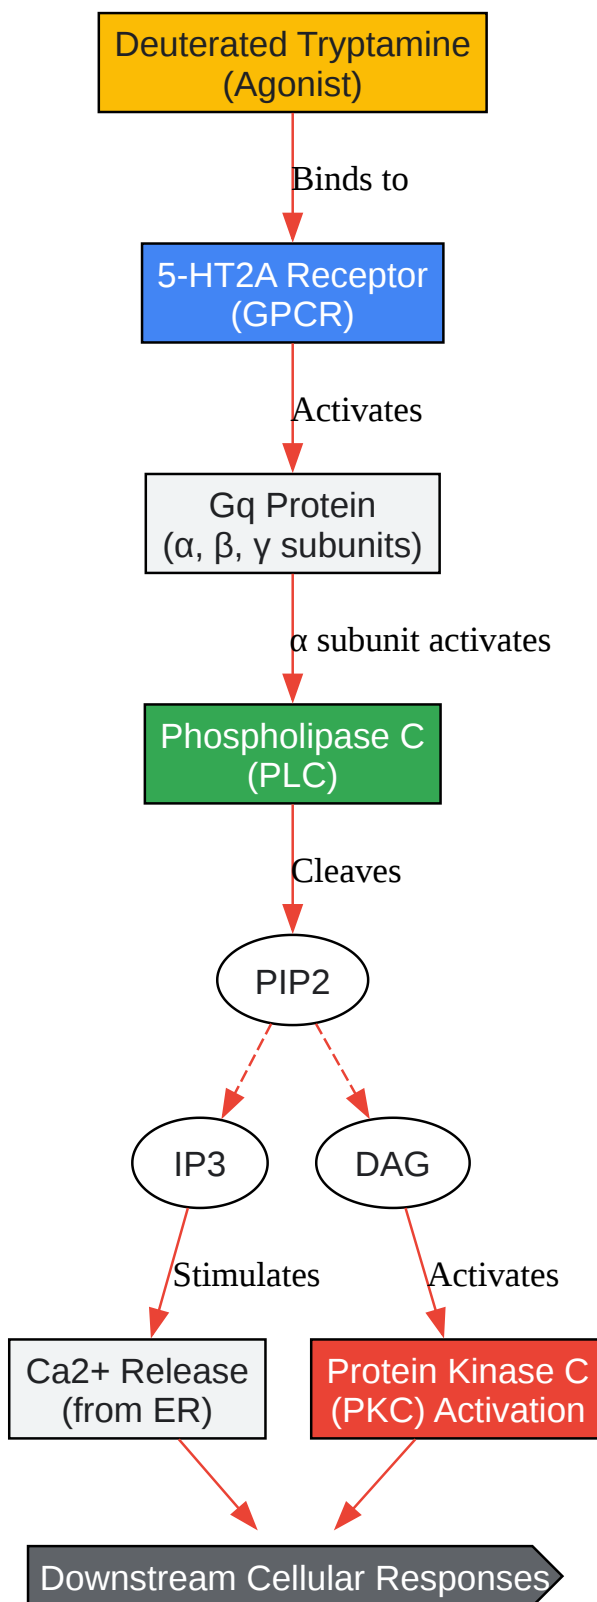 Deuterated Tryptamine
(Agonist)
Binds to
5-HT2A Receptor
(GPCR)
Activates
Gq Protein
(α, β, γ subunits)
α subunit activates
Phospholipase C
(PLC)
Cleaves
PIP2
IP3
DAG
Stimulates
Activates
Ca2+ Release
(from ER)
Protein Kinase C
(PKC) Activation
Downstream Cellular Responses